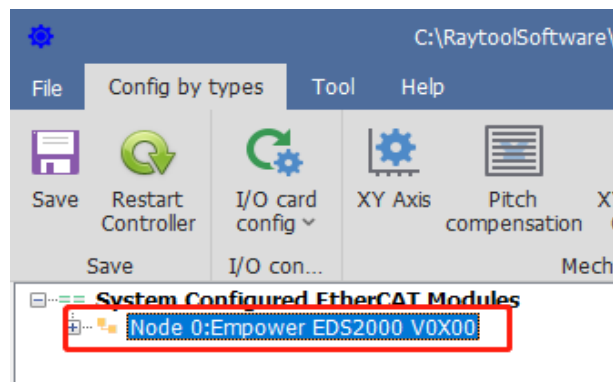 C:\RaytoolSoftware\
File Config by types Tool Help
Save Restart Controller I/O card config XY Axis Pitch compensation
Save I/O con... Mech
System Configured EtherCAT Modules
Node 0:Empower EDS2000 V0X00